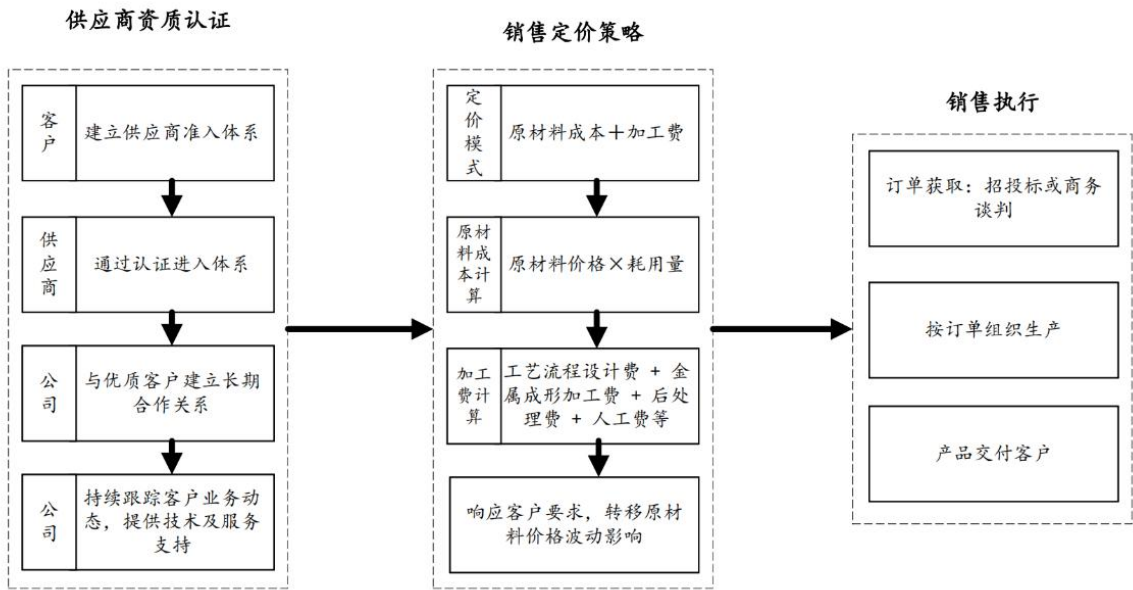 供应商资质认证
客户
建立供应商准入体系
供应商
通过认证进入体系
公司
与优质客户建立长期
合作关系
公司
持续跟踪客户业务动
态，提供技术及服务
支持
销售定价策略
定价模式
原材料成本＋加工费
原材
料成
本计
算
原材料价格×耗用量
加工
费计
算
工艺流程设计费 + 金
属成形加工费 + 后处
理费 + 人工费等
响应客户要求，转移原材
料价格波动影响
销售执行
订单获取：招投标或商务
谈判
按订单组织生产
产品交付客户